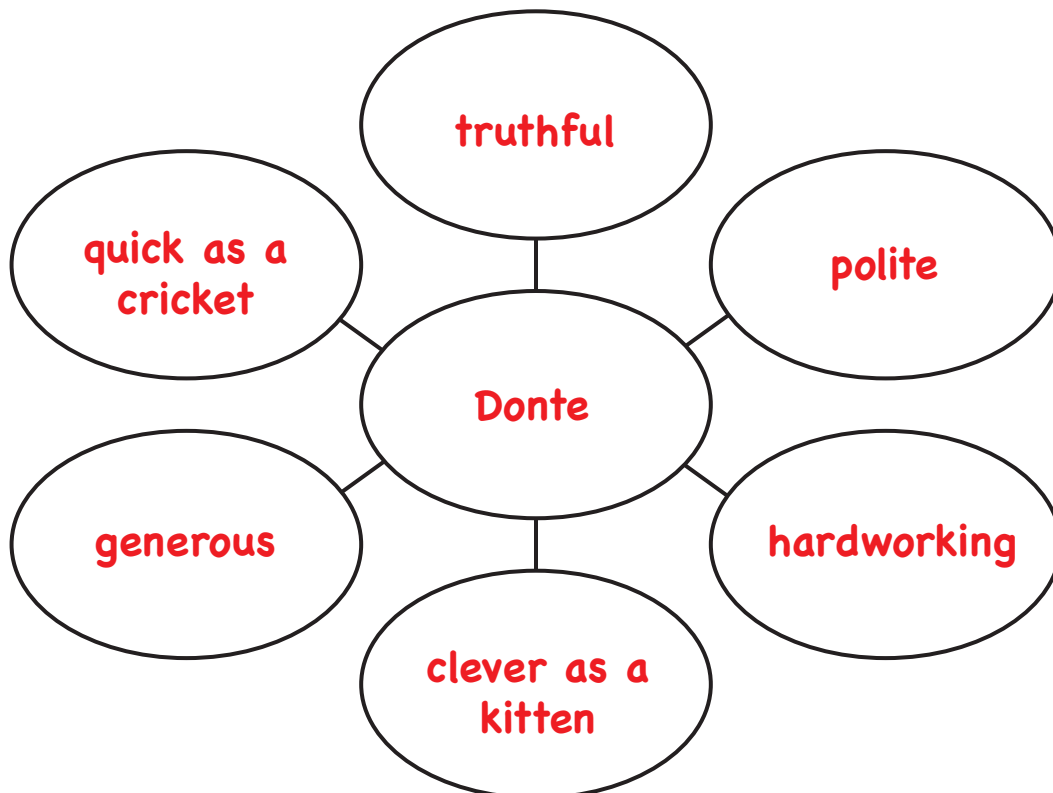 truthful
quick as a
cricket
polite
Donte
generous
hardworking
clever as a
kitten